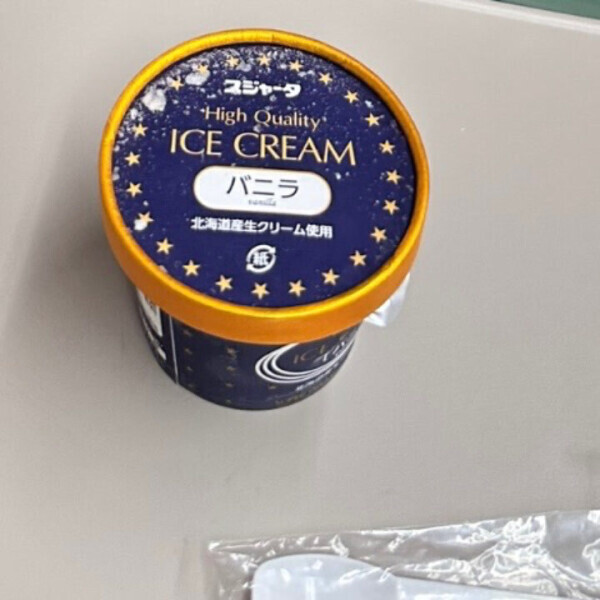 スジャータ
High Quality
ICE CREAM
バニラ
vanilla
北海道産生クリーム使用
紙